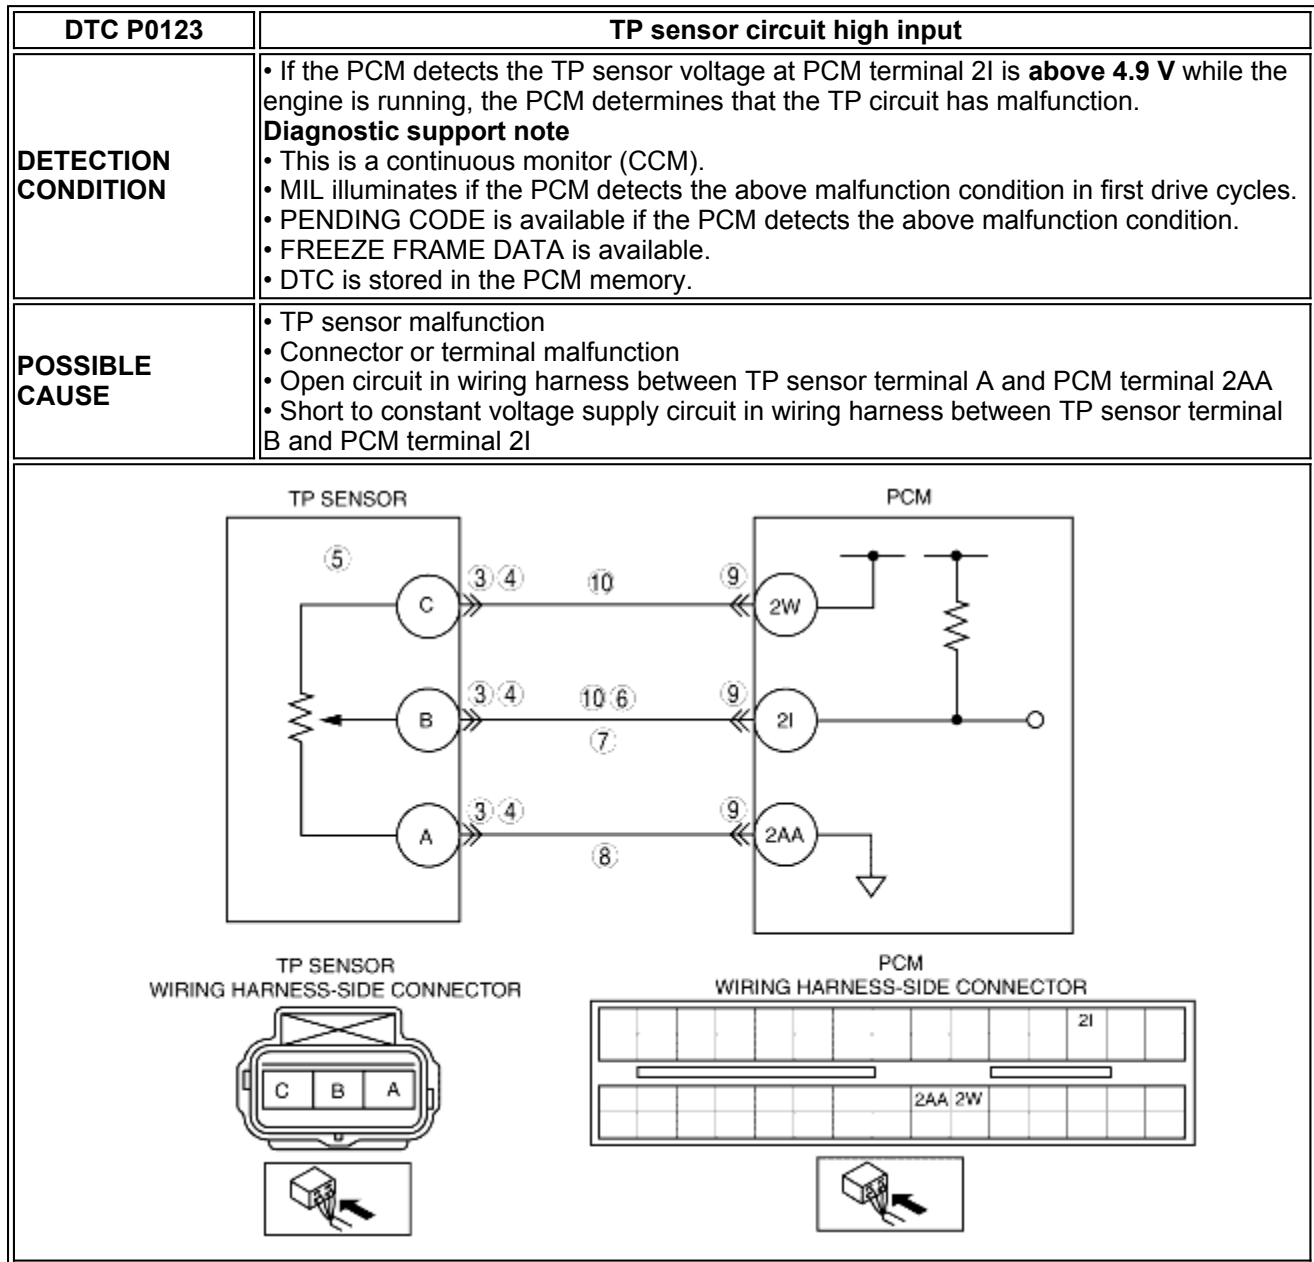 DTC P0123
TP sensor circuit high input
DETECTION
CONDITION
• If the PCM detects the TP sensor voltage at PCM terminal 2I is above 4.9 V while the
engine is running, the PCM determines that the TP circuit has malfunction.
Diagnostic support note
• This is a continuous monitor (CCM).
• MIL illuminates if the PCM detects the above malfunction condition in first drive cycles.
• PENDING CODE is available if the PCM detects the above malfunction condition.
• FREEZE FRAME DATA is available.
• DTC is stored in the PCM memory.
POSSIBLE
CAUSE
• TP sensor malfunction
• Connector or terminal malfunction
• Open circuit in wiring harness between TP sensor terminal A and PCM terminal 2AA
• Short to constant voltage supply circuit in wiring harness between TP sensor terminal
B and PCM terminal 2I
TP SENSOR
PCM
⑤
C ③ ④ ⑩ ⑨ 2W
B ③ ④ ⑩ ⑥ ⑨ 2I
⑦
A ③ ④ ⑨ 2AA
⑧
TP SENSOR
WIRING HARNESS-SIDE CONNECTOR
C B A
PCM
WIRING HARNESS-SIDE CONNECTOR
2I
2AA 2W